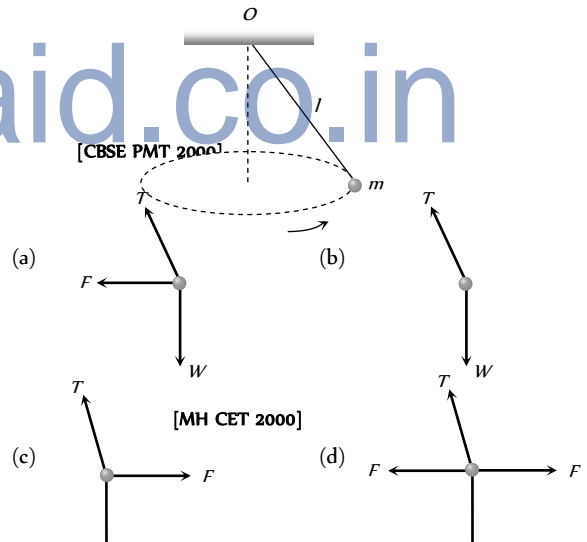 O
aid.co.in
l
[CBSE PMT 2000]
m
(a) T F W
(b) T W
[MH CET 2000]
(c) T F
(d) T F F